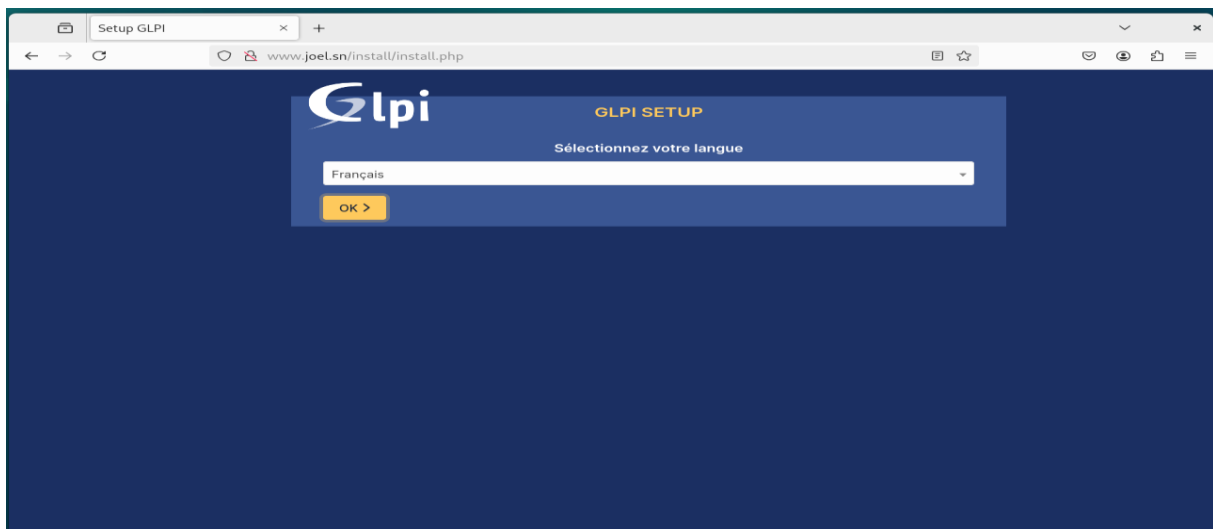 Setup GLPI
www.joel.sn/install/install.php
Glpi
GLPI SETUP
Sélectionnez votre langue
Français
OK >